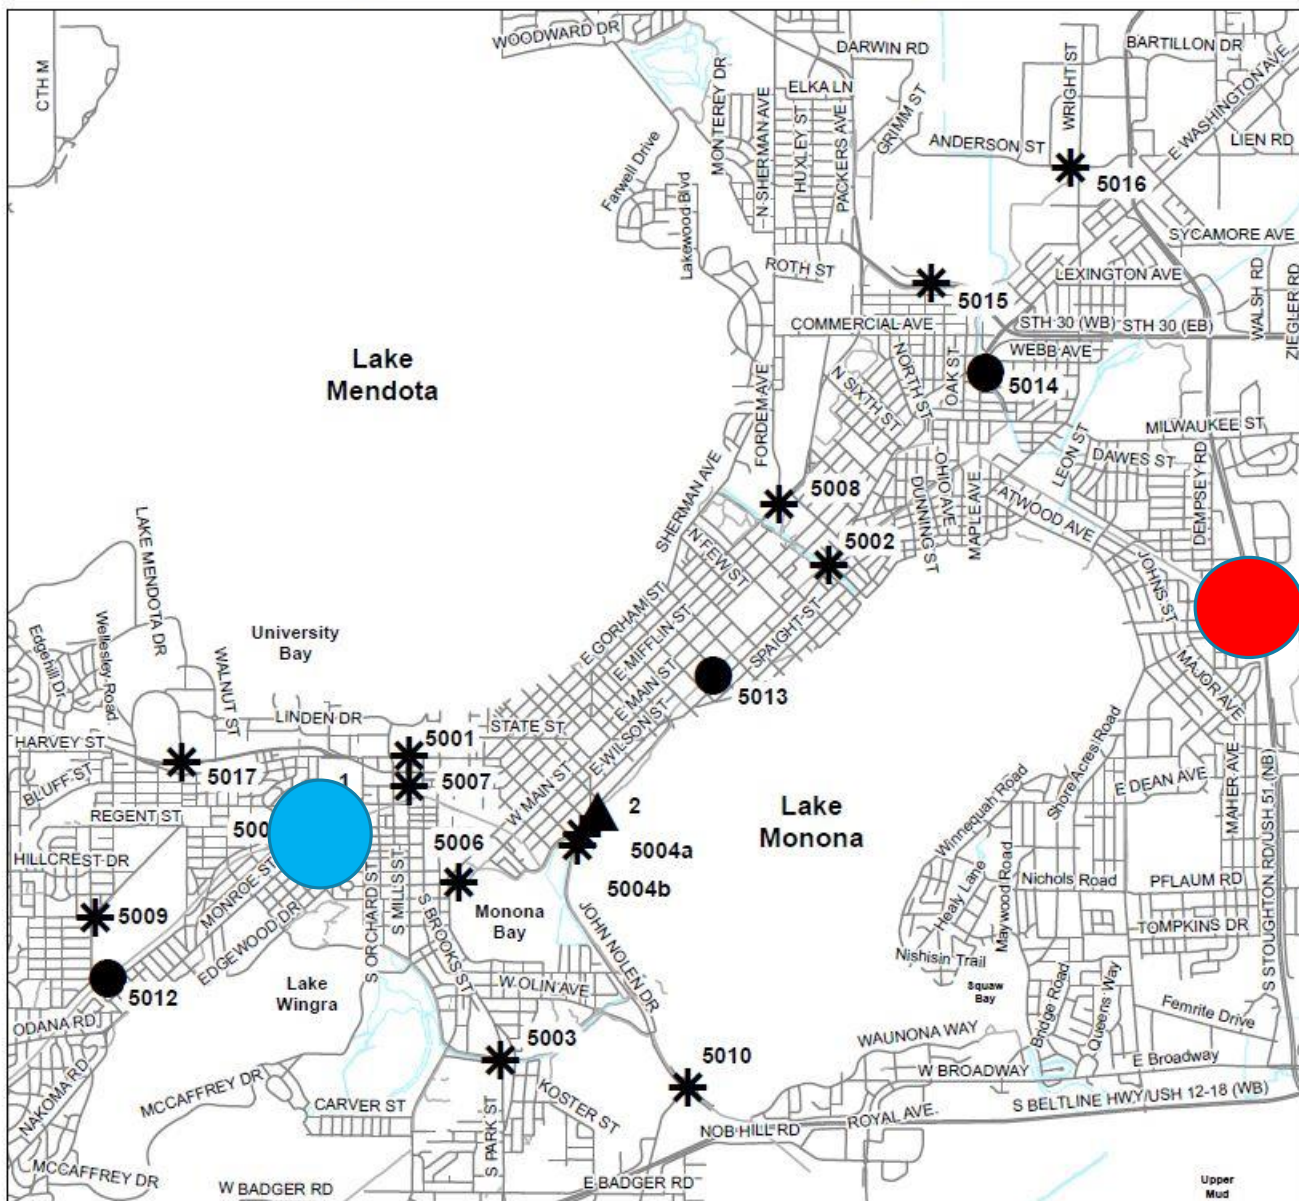 WOODWARD DR
DARWIN RD
BARTILLON DR
CTH M
MONTEREY DR
N SHERMAN AVE
ELKA LN
HUXLEY ST
PACKERS AVE
GRIMM ST
WRIGHT ST
E WASHINGTON AVE
ANDERSON ST
LIEN RD
Farwell Drive
5016
Lakewood Blvd
SYCAMORE AVE
ROTH ST
LEXINGTON AVE
WALSH RD
ZIEGLER RD
5015
COMMERCIAL AVE
STH 30 (WB)
STH 30 (EB)
Lake
Mendota
WEBB AVE
NORTH ST
OAK ST
5014
N SIXTH ST
FORDEM AVE
MILWAUKEE ST
LEON ST
DAWES ST
DEMPSEY RD
OHIO AVE
DUNNING ST
MAPLE AVE
ATWOOD AVE
SHERMAN AVE
5008
5002
LAKE MENDOTA DR
N FEW ST
JOHNS ST
E GORHAM ST
E MIFFLIN ST
SPAIGHT ST
University
Bay
Edgehill Dr
Wellesley Road
WALNUT ST
E MAIN ST
E WILSON ST
5013
MAJOR AVE
LINDEN DR
STATE ST
HARVEY ST
5001
BLUFF ST
5017
1
5007
W MAIN ST
Shore Acres Road
E DEAN AVE
MAHER AVE
S STOUGHTON RD/USH 51 (NB)
REGENT ST
500
2
Lake
Monona
Winnequah Road
5006
5004a
HILLCREST DR
MONROE ST
5004b
Nichols Road
PFLAUM RD
5009
EDGEWOOD DR
S ORCHARD ST
S MILLS ST
S BROOKS ST
Monona
Bay
JOHN NOLEN DR
Healy Lane
Maywood Road
TOMPKINS DR
Nishisin Trail
Lake
Wingra
W OLIN AVE
Squaw
Bay
5012
Bridge Road
Queens Way
Femrite Drive
ODANA RD
WAUNONA WAY
5003
5010
E Broadway
NAKOMA RD
MCCAFFREY DR
W BROADWAY
CARVER ST
S PARK ST
KOSTER ST
S BELTLINE HWY/USH 12-18 (WB)
ROYAL AVE.
NOB HILL RD
MCCAFFREY DR
W BADGER RD
E BADGER RD
Upper
Mud